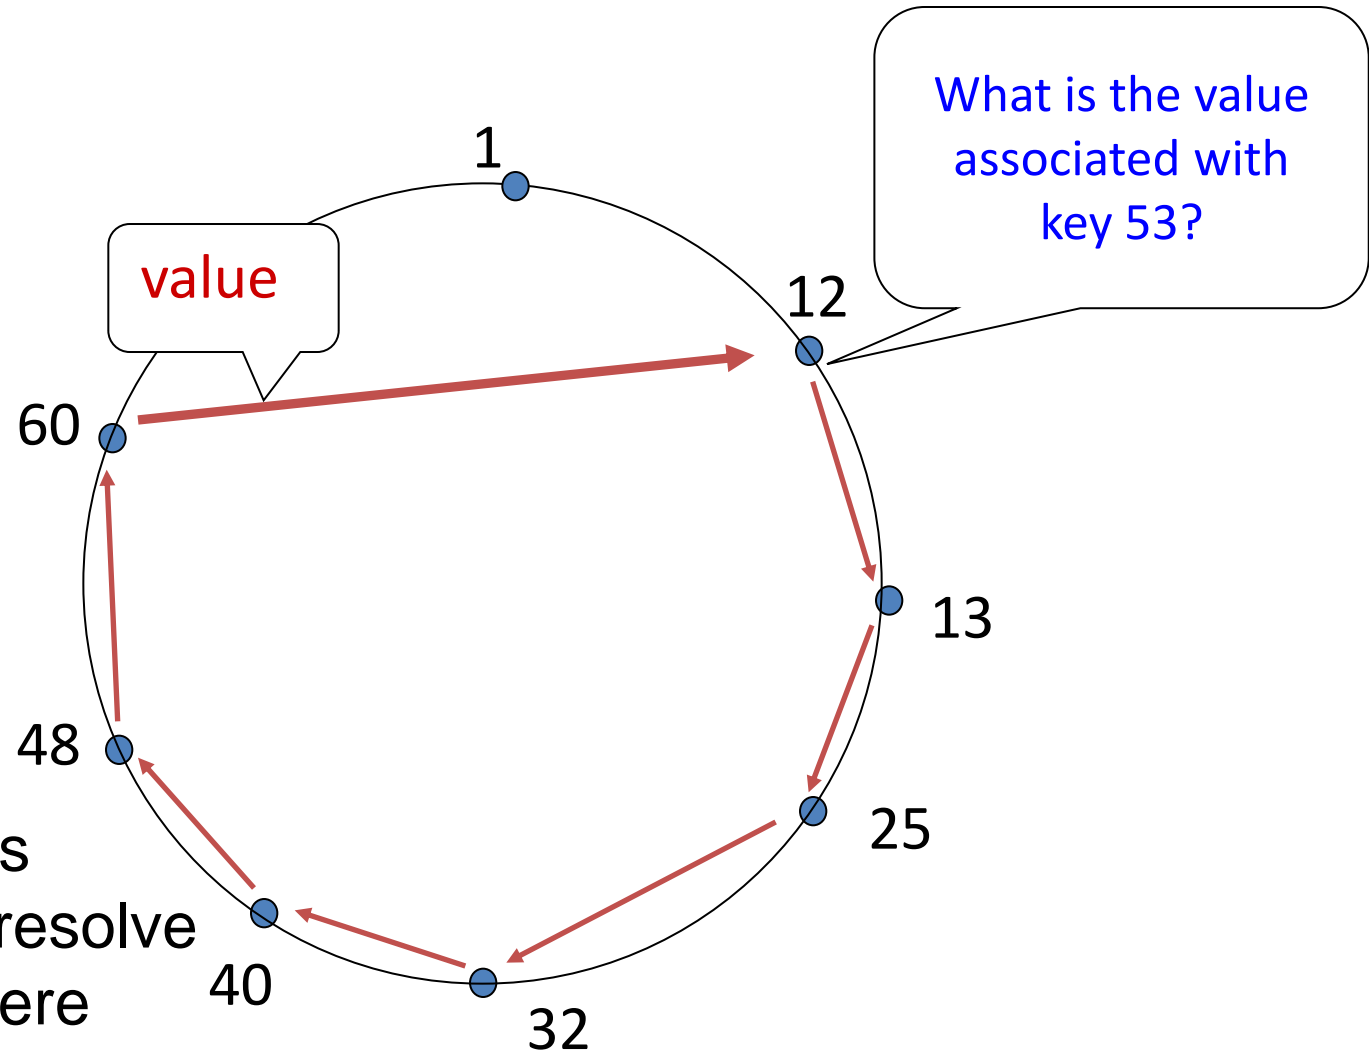 What is the value
associated with
key 53?
1
value
12
60
13
48
25
s
resolve
40
ere
32